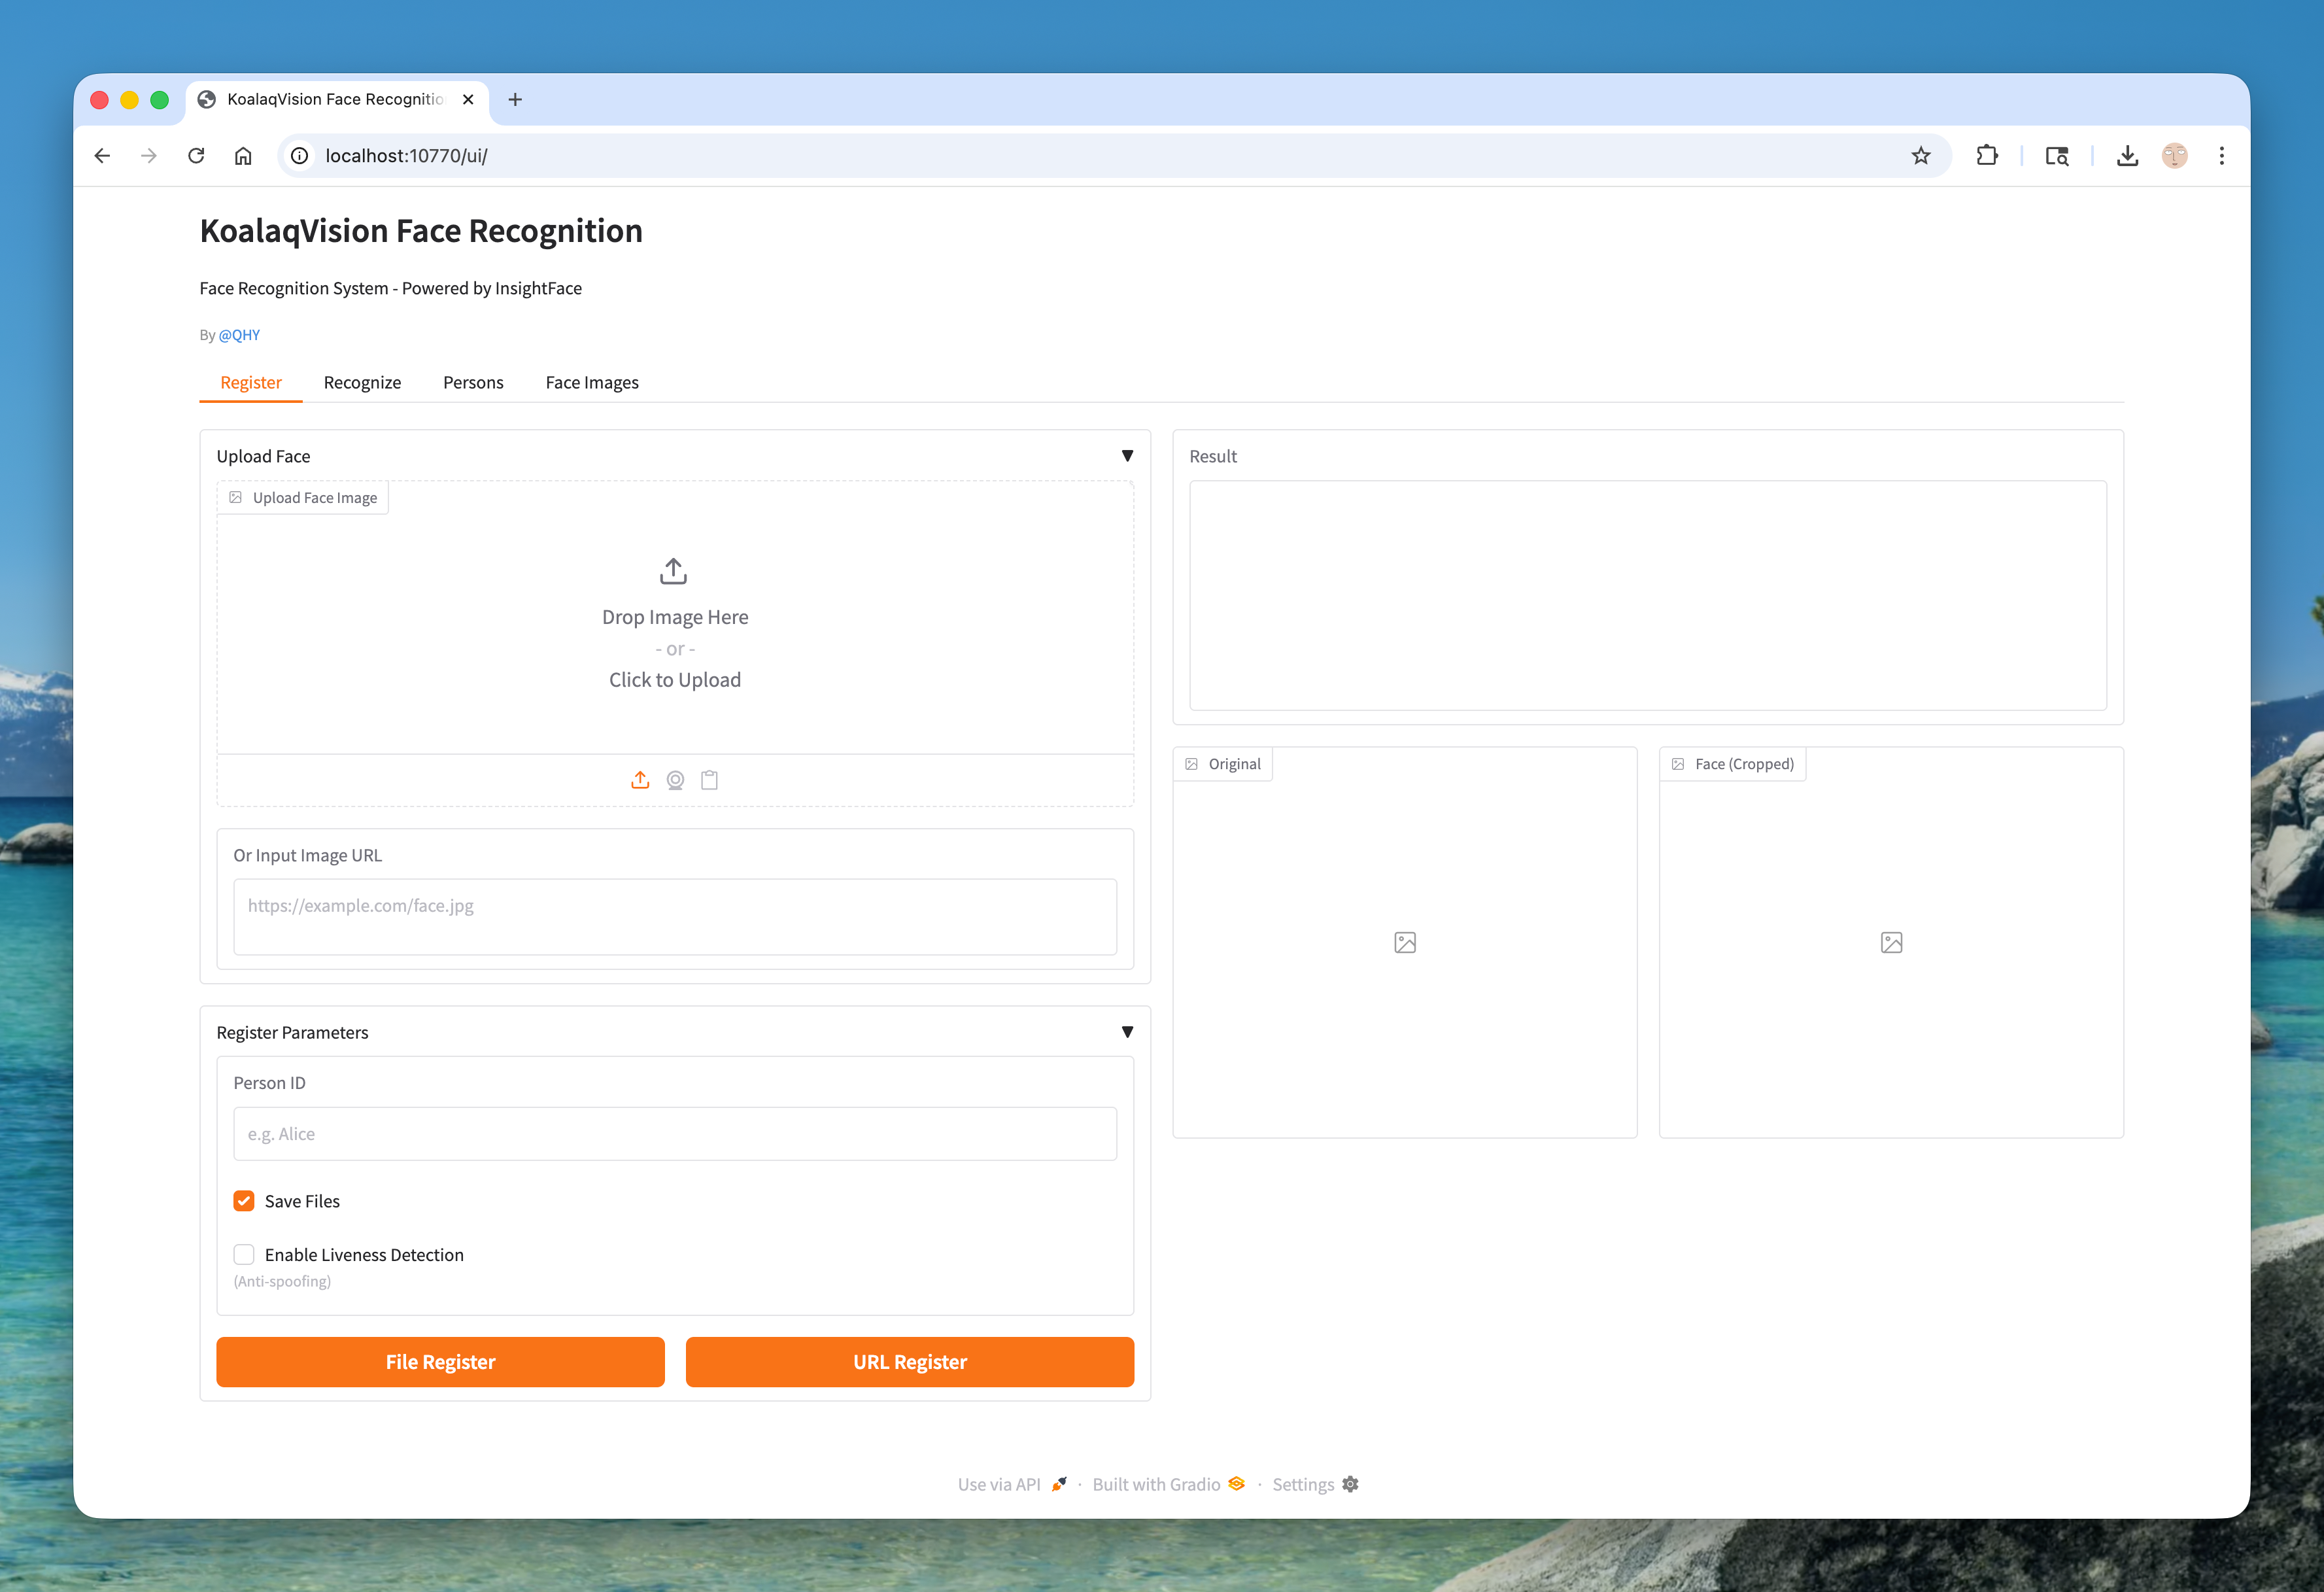 KoalaqVision Face Recognitio
localhost:10770/ui/
KoalaqVision Face Recognition
Face Recognition System - Powered by InsightFace
By @QHY
Register
Recognize
Persons
Face Images
Upload Face
Upload Face Image
Drop Image Here
- or -
Click to Upload
Or Input Image URL
https://example.com/face.jpg
Register Parameters
Person ID
e.g. Alice
Save Files
Enable Liveness Detection
(Anti-spoofing)
File Register
URL Register
Result
Original
Face (Cropped)
Use via API · Built with Gradio · Settings